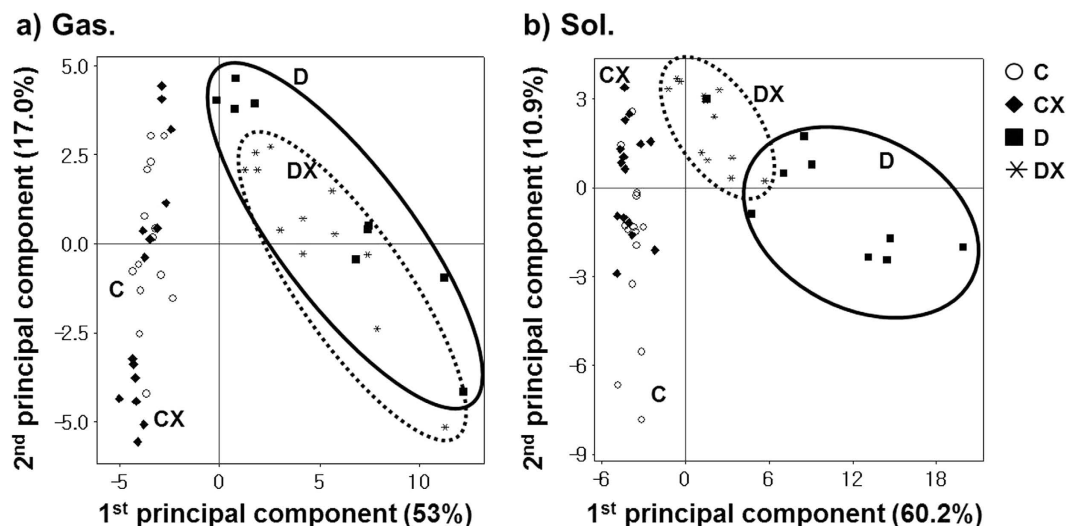 a) Gas.
b) Sol.
2nd principal component (17.0%)
5.0
2.5
0.0
-2.5
-5.0
D
DX
C
CX
-5
0
5
10
1st principal component (53%)
2nd principal component (10.9%)
3
0
-3
-6
-9
CX
DX
D
C
-6
0
6
12
18
1st principal component (60.2%)
C
CX
D
DX